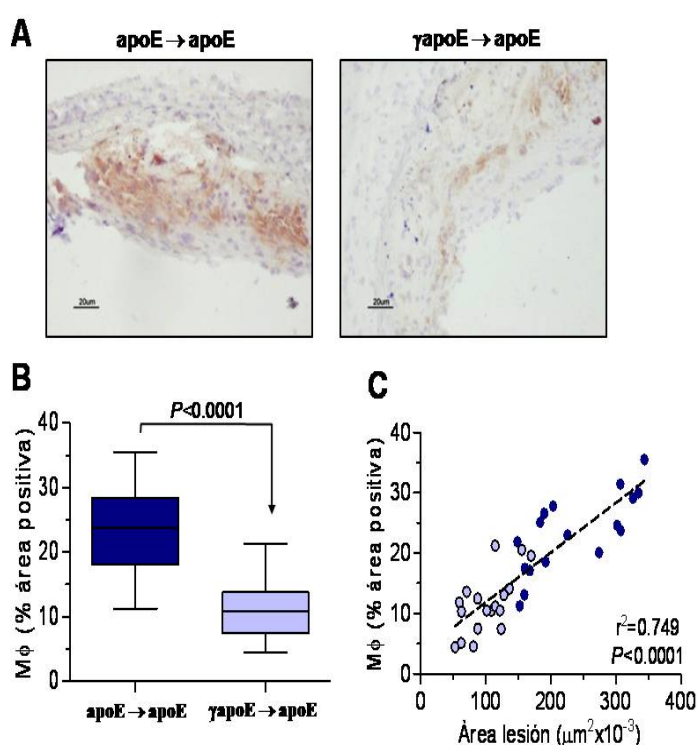 A
apoE→apoE
γapoE→apoE
20um
20um
B
P<0.0001
Mϕ (% área positiva)
40
30
20
10
0
apoE→apoE
γapoE→apoE
C
Mϕ (% área positiva)
40
30
20
10
0
r²=0.749
P<0.0001
0
100
200
300
400
Área lesión (µm²x10⁻³)